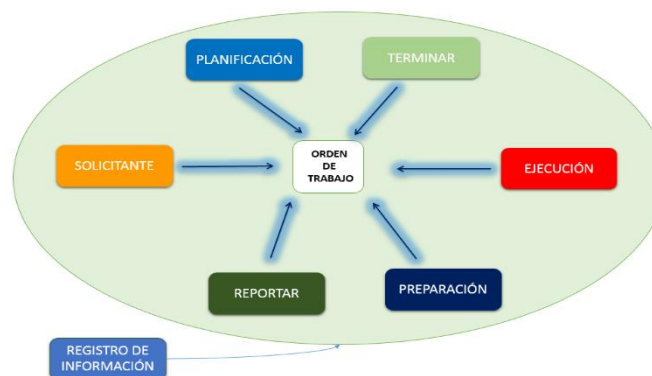 PLANIFICACIÓN
TERMINAR
ORDEN
DE
TRABAJO
SOLICITANTE
EJECUCIÓN
REPORTAR
PREPARACIÓN
REGISTRO DE
INFORMACIÓN